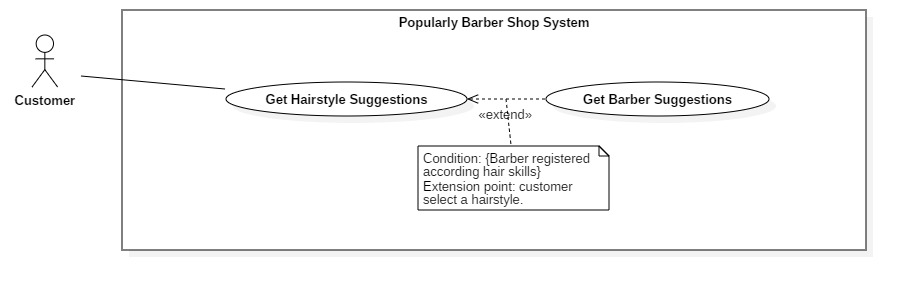 Popularly Barber Shop System
Customer
Get Hairstyle Suggestions
Get Barber Suggestions
«extend»
Condition: {Barber registered
according hair skills}
Extension point: customer
select a hairstyle.